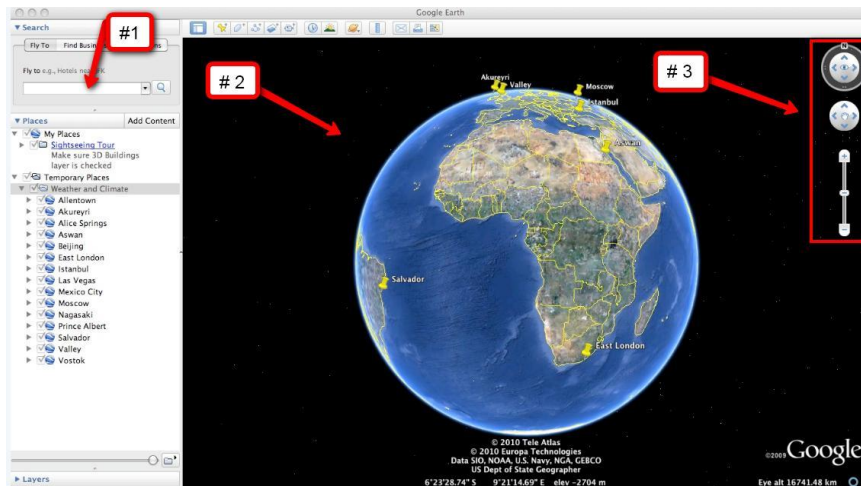 Google Earth
▼ Search
#1
Fly To Find Busin
Fly to e.g., Hotels near
▼ Places Add Content
My Places
Sightseeing Tour
Make sure 3D Buildings
layer is checked
Temporary Places
Weather and Climate
Allentown
Akureyri
Alice Springs
Aswan
Beijing
East London
Istanbul
Las Vegas
Mexico City
Moscow
Nagasaki
Prince Albert
Salvador
Valley
Vostok
▶ Layers
# 2
# 3
N
Akureyri
Valley
Moscow
Istanbul
Aswan
Salvador
East London
© 2010 Tele Atlas
© 2010 Europa Technologies
Data SIO, NOAA, U.S. Navy, NGA, GEBCO
US Dept of State Geographer
©2009 Google
6°23'28.74" S 9°21'14.69" E elev -2704 m
Eye alt 16741.48 km